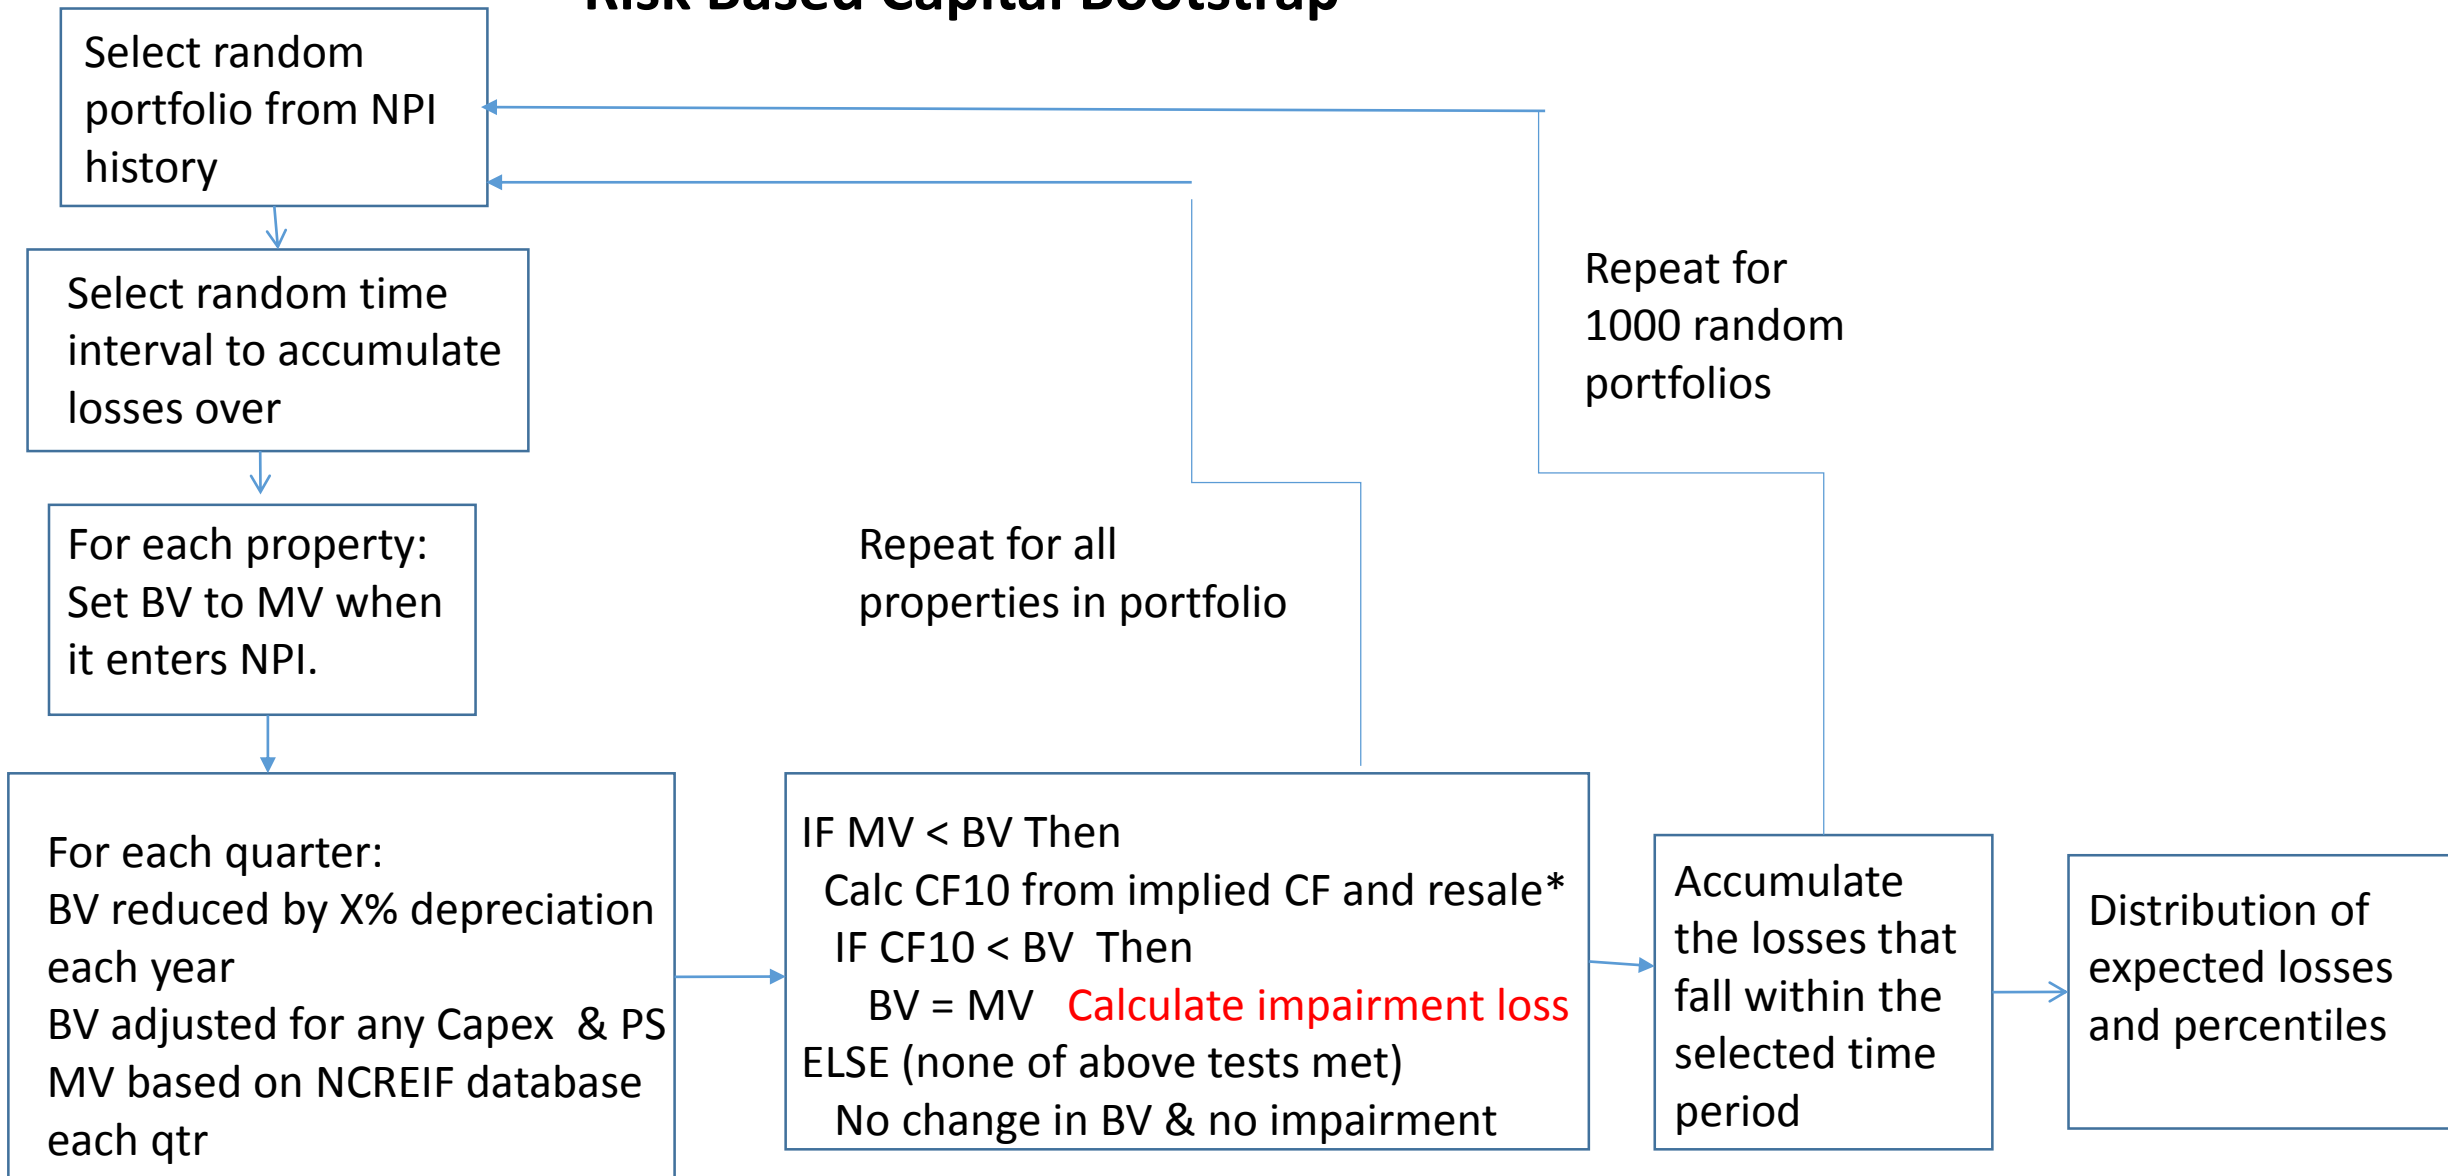 Risk Based Capital Bootstrap
Select random
portfolio from NPI
history
Select random time
interval to accumulate
losses over
For each property:
Set BV to MV when
it enters NPI.
For each quarter:
BV reduced by X% depreciation
each year
BV adjusted for any Capex & PS
MV based on NCREIF database
each qtr
Repeat for all
properties in portfolio
IF MV < BV Then
Calc CF10 from implied CF and resale*
IF CF10 < BV Then
BV = MV Calculate impairment loss
ELSE (none of above tests met)
No change in BV & no impairment
Repeat for
1000 random
portfolios
Accumulate
the losses that
fall within the
selected time
period
Distribution of
expected losses
and percentiles